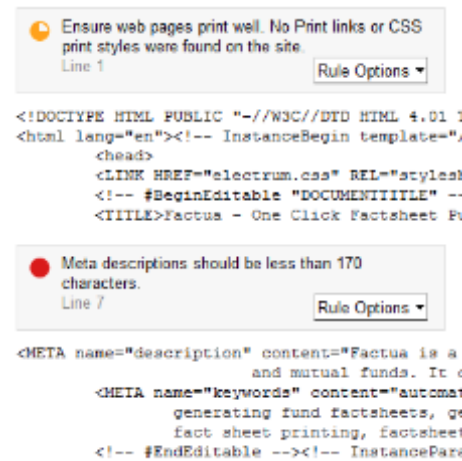 Ensure web pages print well. No Print links or CSS
print styles were found on the site.
Line 1
Rule Options
<!DOCTYPE HTML PUBLIC "-//W3C//DTD HTML 4.01
<html lang="en"><!-- InstanceBegin template="/
<head>
<LINK HREF="electrum.css" REL="styles
<!-- #BeginEditable "DOCUMENTTITLE" --
<TITLE>Factua - One Click Factsheet Pu
Meta descriptions should be less than 170
characters.
Line 7
Rule Options
<META name="description" content="Factua is a
and mutual funds. It
<META name="keywords" content="automat
generating fund factsheets, ge
fact sheet printing, factsheet
<!-- #EndEditable --><!-- InstancePara